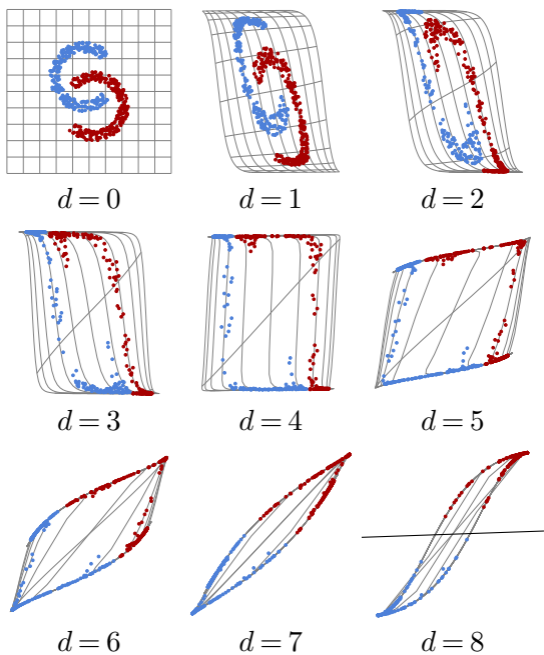 d = 0 d = 1 d = 2
d = 3 d = 4 d = 5
d = 6 d = 7 d = 8